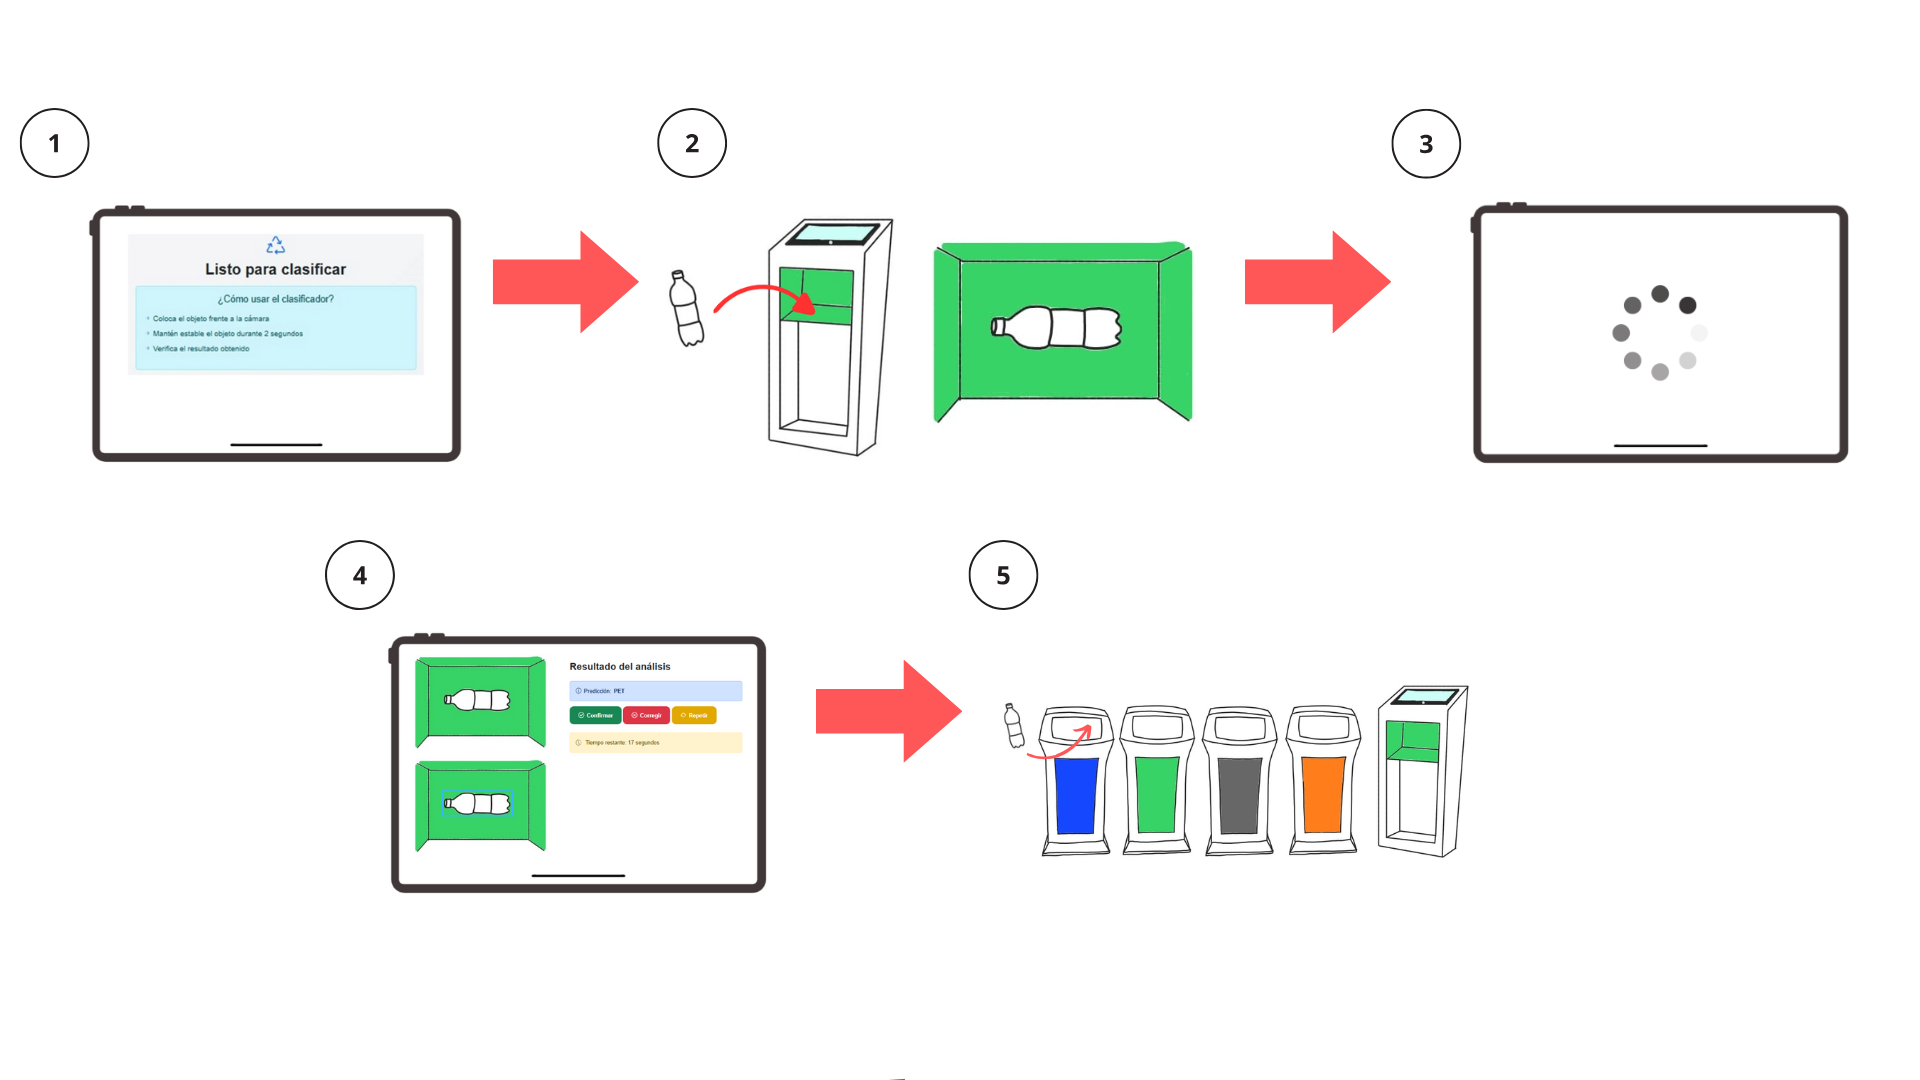 1
2
3
Listo para clasificar
¿Cómo usar el clasificador?
Coloca el objeto frente a la cámara
Mantén estable el objeto durante 2 segundos
Verifica el resultado obtenido
4
5
Resultado del análisis
Predicción: PET
Confirmar Corregir Repetir
Tiempo restante: 17 segundos